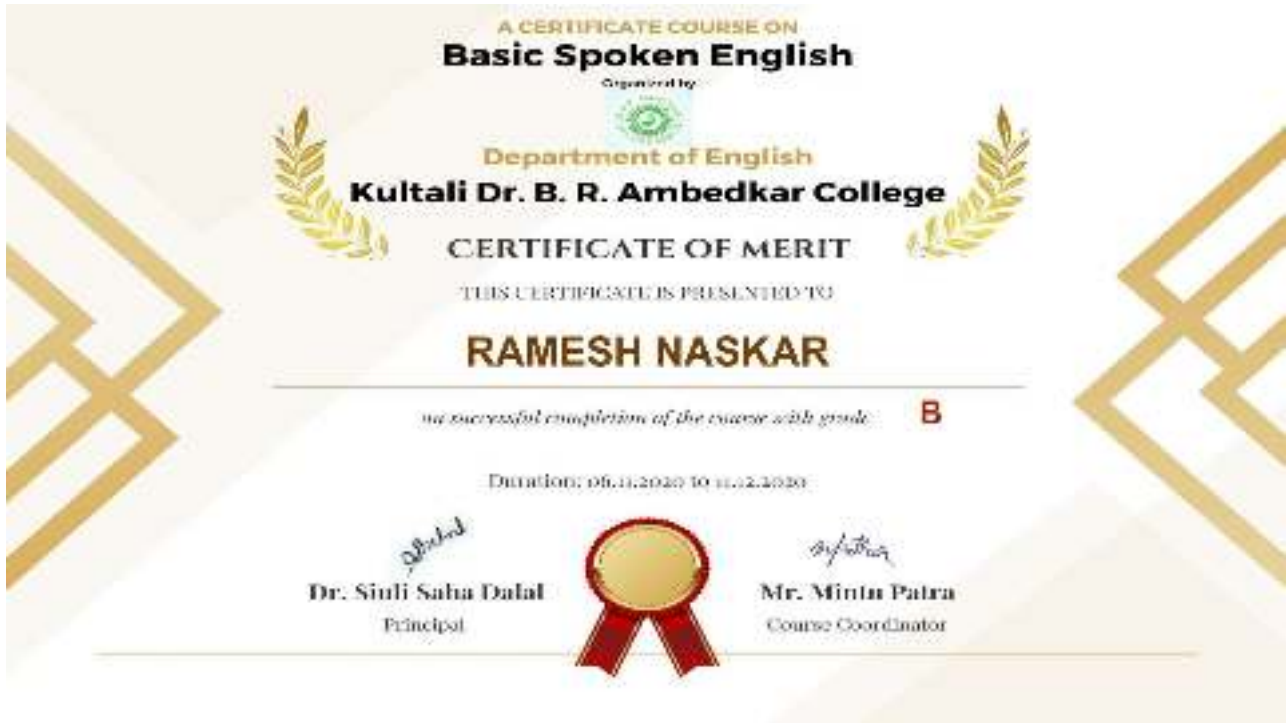 A CERTIFICATE COURSE ON
Basic Spoken English
Organized by
Department of English
Kultali Dr. B. R. Ambedkar College
CERTIFICATE OF MERIT
THIS CERTIFICATE IS PRESENTED TO
RAMESH NASKAR
on successful completion of the course with grade B
Duration: 06.11.2020 to 11.12.2020
Dr. Siuli Saha Dalal
Principal
Mr. Mintu Patra
Course Coordinator